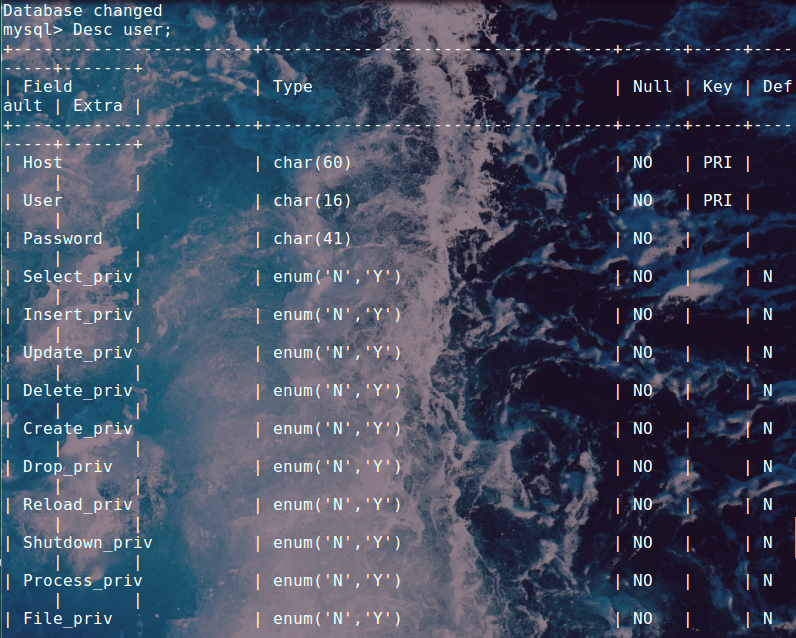 Database changed
mysql> Desc user;
+------------------------+-----------------------------------+------+-----+----
-----+-------+
| Field                  | Type                              | Null | Key | Def
ault | Extra |
+------------------------+-----------------------------------+------+-----+----
-----+-------+
| Host                   | char(60)                          | NO   | PRI |
     |       |
| User                   | char(16)                          | NO   | PRI |
     |       |
| Password               | char(41)                          | NO   |     |
     |       |
| Select_priv            | enum('N','Y')                     | NO   |     | N
     |       |
| Insert_priv            | enum('N','Y')                     | NO   |     | N
     |       |
| Update_priv            | enum('N','Y')                     | NO   |     | N
     |       |
| Delete_priv            | enum('N','Y')                     | NO   |     | N
     |       |
| Create_priv            | enum('N','Y')                     | NO   |     | N
     |       |
| Drop_priv              | enum('N','Y')                     | NO   |     | N
     |       |
| Reload_priv            | enum('N','Y')                     | NO   |     | N
     |       |
| Shutdown_priv          | enum('N','Y')                     | NO   |     | N
     |       |
| Process_priv           | enum('N','Y')                     | NO   |     | N
     |       |
| File_priv              | enum('N','Y')                     | NO   |     | N